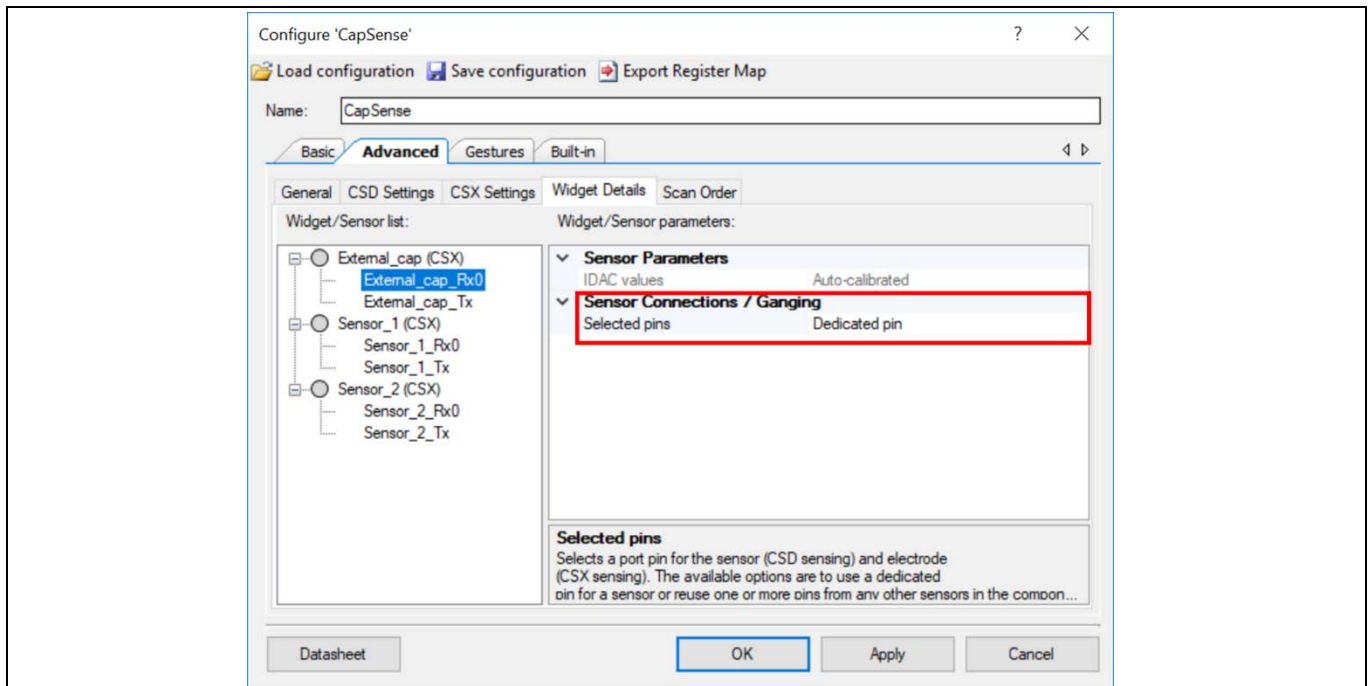 Configure 'CapSense'
?
Load configuration Save configuration Export Register Map
Name: CapSense
Basic Advanced Gestures Built-in
General CSD Settings CSX Settings Widget Details Scan Order
Widget/Sensor list: Widget/Sensor parameters:
External_cap (CSX)
External_cap_Rx0
External_cap_Tx
Sensor_1 (CSX)
Sensor_1_Rx0
Sensor_1_Tx
Sensor_2 (CSX)
Sensor_2_Rx0
Sensor_2_Tx
Sensor Parameters
IDAC values Auto-calibrated
Sensor Connections / Ganging
Selected pins Dedicated pin
Selected pins
Selects a port pin for the sensor (CSD sensing) and electrode
(CSX sensing). The available options are to use a dedicated
pin for a sensor or reuse one or more pins from any other sensors in the compon...
Datasheet OK Apply Cancel